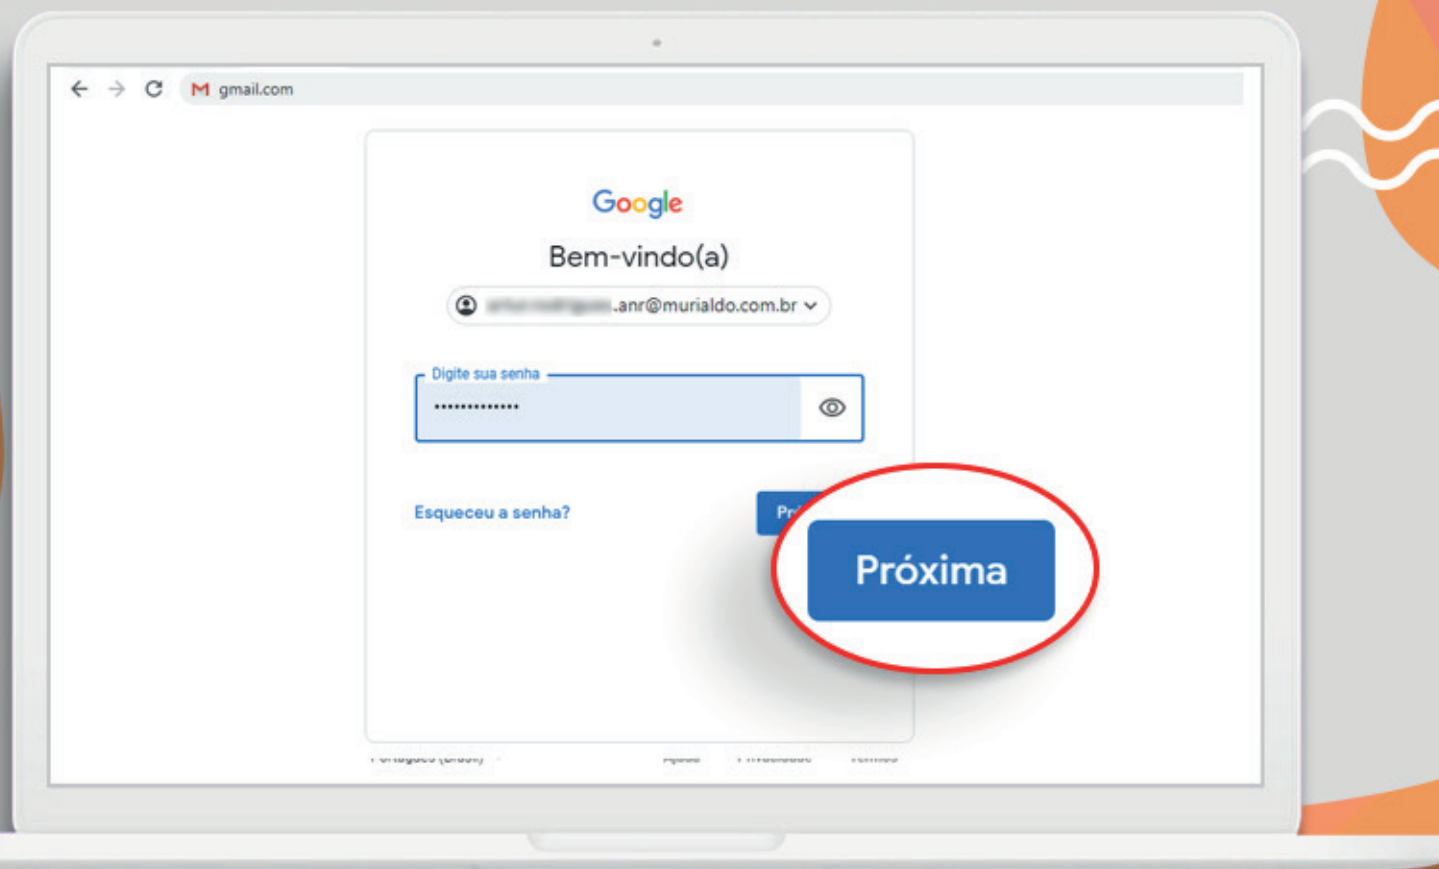 gmail.com
Google
Bem-vindo(a)
.anr@murialdo.com.br
Digite sua senha
•••••••••••••
Esqueceu a senha?
Próxima